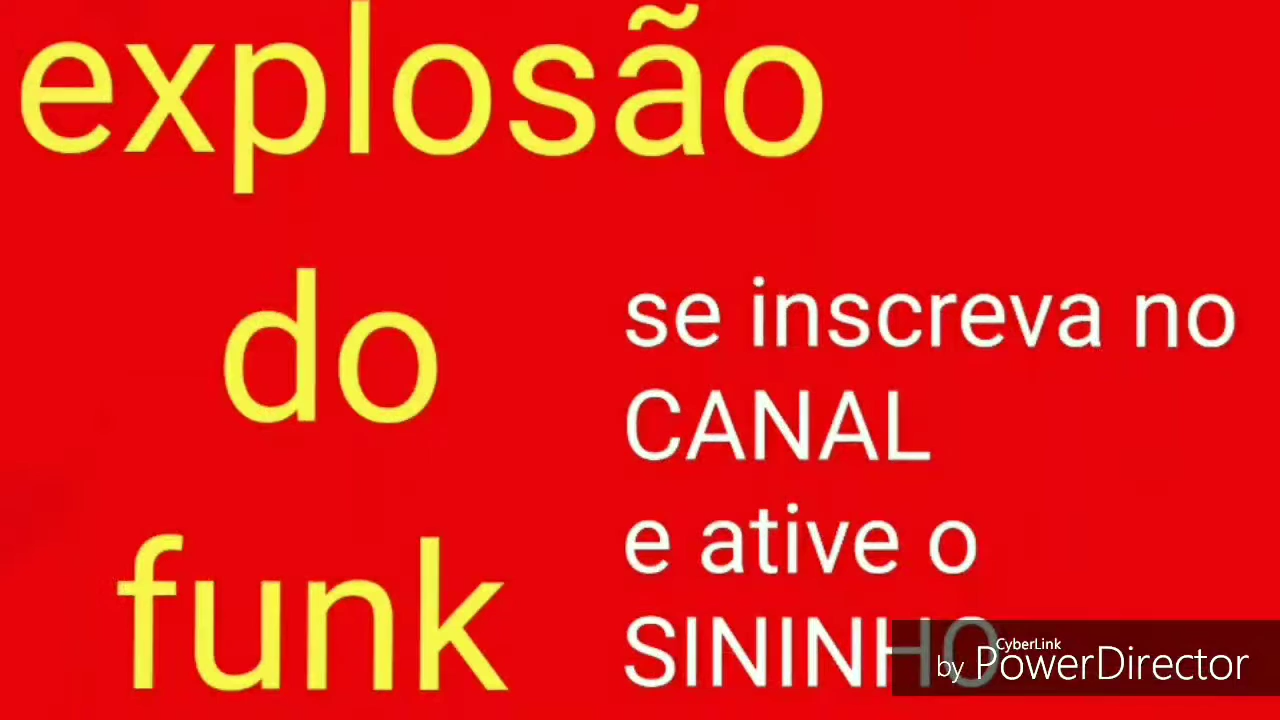 explosão
do
funk
se inscreva no
CANAL
e ative o
SININHO
CyberLink
by PowerDirector